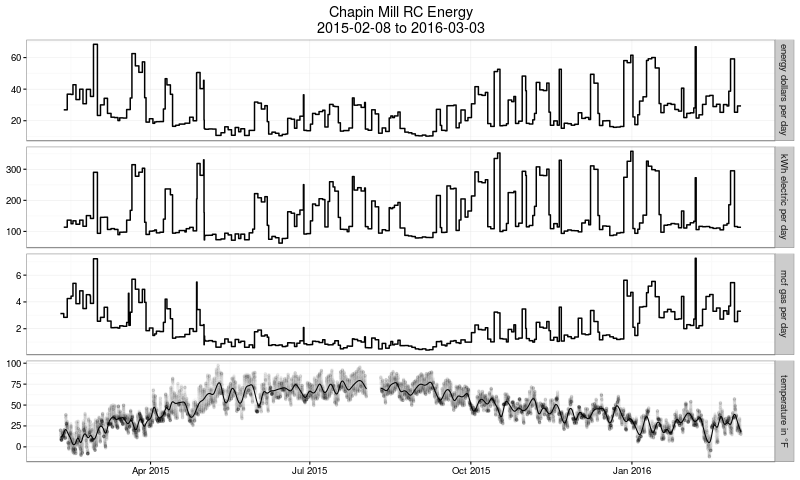 Chapin Mill RC Energy
2015-02-08 to 2016-03-03
60
40
20
energy dollars per day
300
200
100
kWh electric per day
6
4
2
mcf gas per day
100
75
50
25
0
temperature in °F
Apr 2015
Jul 2015
Oct 2015
Jan 2016